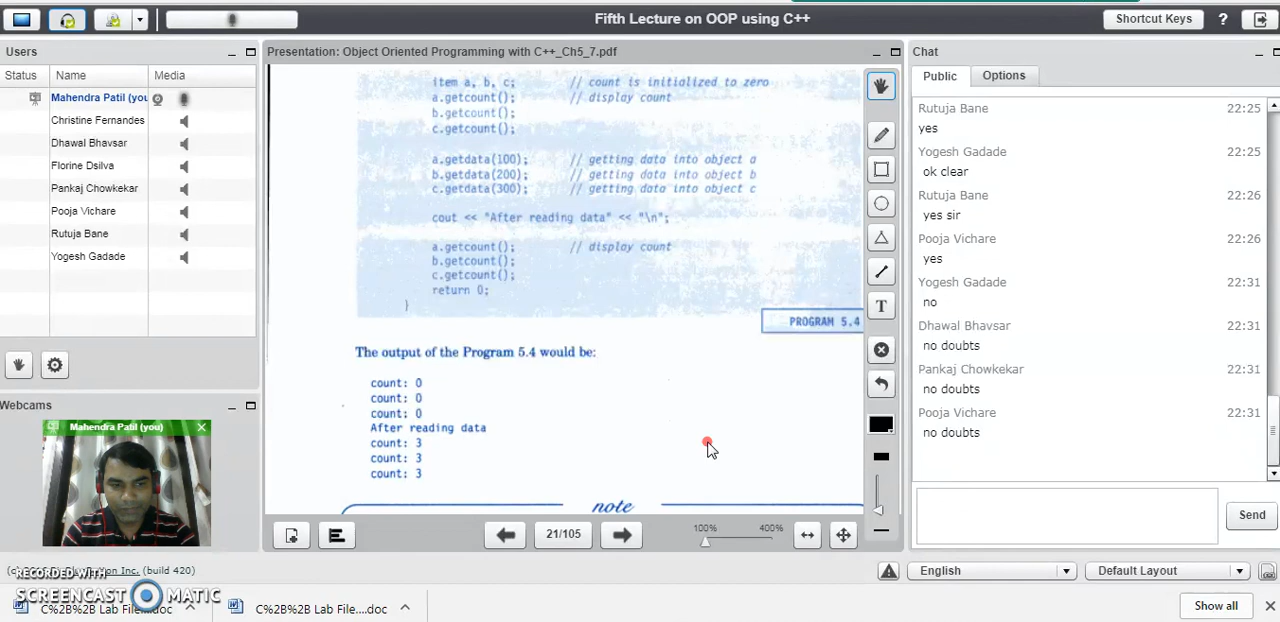 Fifth Lecture on OOP using C++
Shortcut Keys
?
Users
Status Name Media
Mahendra Patil (you)
Christine Fernandes
Dhawal Bhavsar
Florine Dsilva
Pankaj Chowkekar
Pooja Vichare
Rutuja Bane
Yogesh Gadade
Webcams
Mahendra Patil (you)
Presentation: Object Oriented Programming with C++_Ch5_7.pdf
item a, b, c; // count is initialized to zero
a.getcount(); // display count
b.getcount();
c.getcount();
a.getdata(100); // getting data into object a
b.getdata(200); // getting data into object b
c.getdata(300); // getting data into object c
cout << "After reading data" << "\n";
a.getcount(); // display count
b.getcount();
c.getcount();
return 0;
}
PROGRAM 5.4
The output of the Program 5.4 would be:
count: 0
count: 0
count: 0
After reading data
count: 3
count: 3
count: 3
note
T
21/105
100% 400%
Chat
Public Options
Rutuja Bane 22:25
yes
Yogesh Gadade 22:25
ok clear
Rutuja Bane 22:26
yes sir
Pooja Vichare 22:26
yes
Yogesh Gadade 22:31
no
Dhawal Bhavsar 22:31
no doubts
Pankaj Chowkekar 22:31
no doubts
Pooja Vichare 22:31
no doubts
Send
Inc. (build 420)
English
Default Layout
RECORDED WITH
SCREENCAST MATIC
C%2B%2B Lab File....doc
C%2B%2B Lab File....doc
Show all